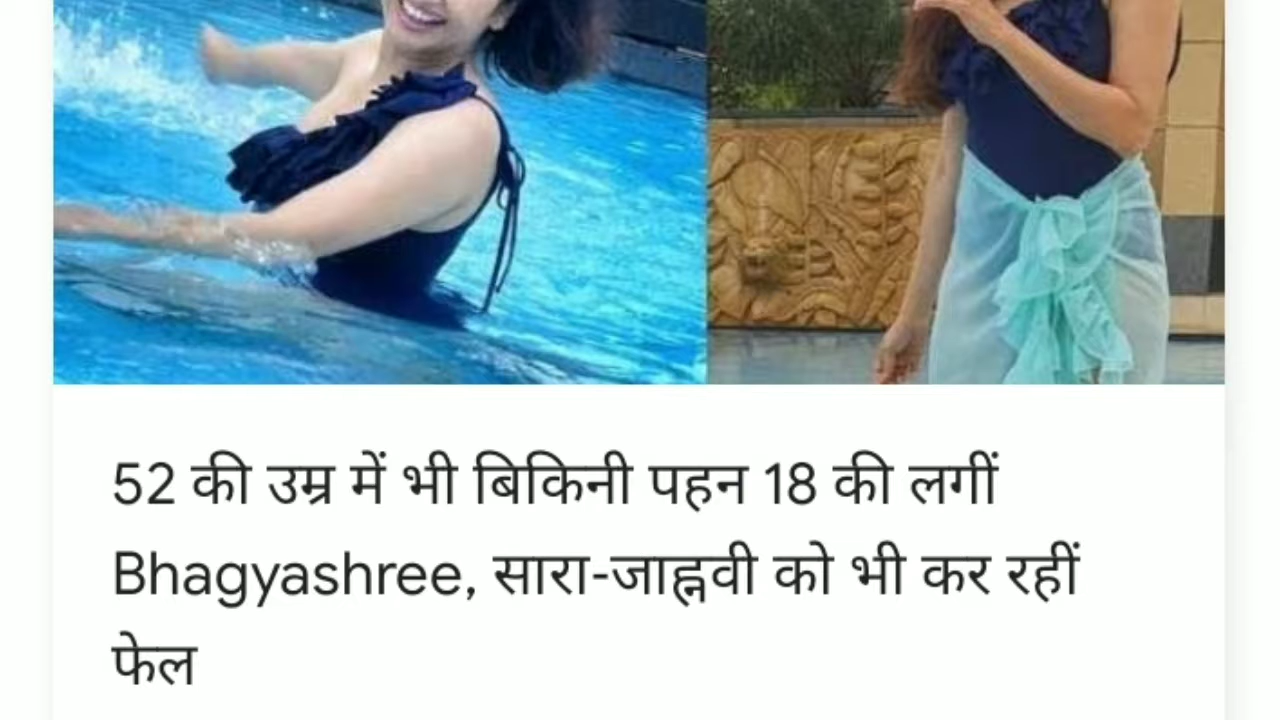 52 की उम्र में भी बिकिनी पहन 18 की लगीं
Bhagyashree, सारा-जाह्नवी को भी कर रहीं
फेल